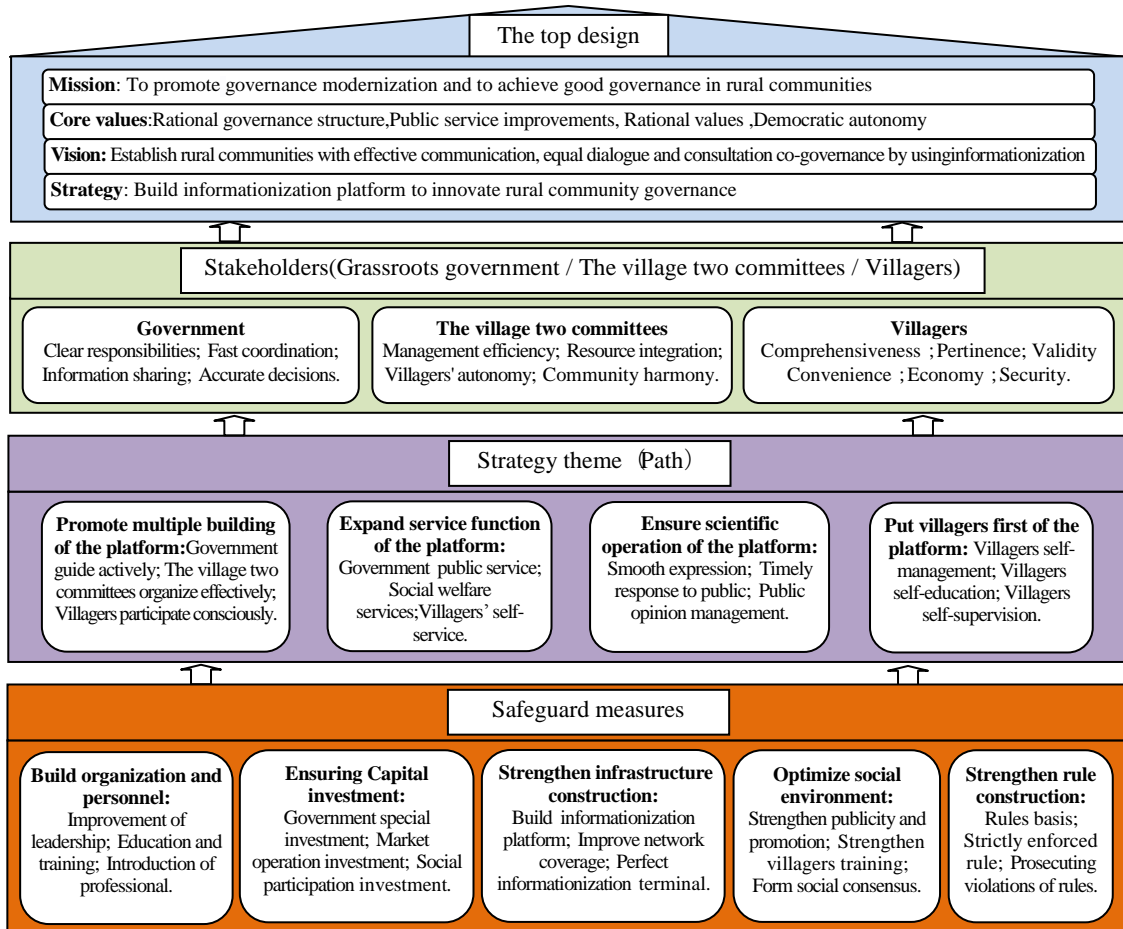 The top design
Mission: To promote governance modernization and to achieve good governance in rural communities
Core values:Rational governance structure,Public service improvements, Rational values ,Democratic autonomy
Vision: Establish rural communities with effective communication, equal dialogue and consultation co-governance by usinginformationization
Strategy: Build informationization platform to innovate rural community governance
Stakeholders(Grassroots government / The village two committees / Villagers)
Government
Clear responsibilities; Fast coordination;
Information sharing; Accurate decisions.
The village two committees
Management efficiency; Resource integration;
Villagers' autonomy; Community harmony.
Villagers
Comprehensiveness ;Pertinence; Validity
Convenience ;Economy ;Security.
Strategy theme（Path）
Promote multiple building
of the platform:Government
guide actively; The village two
committees organize effectively;
Villagers participate consciously.
Expand service function
of the platform:
Government public service;
Social welfare
services;Villagers’ self-
service.
Ensure scientific
operation of the platform:
Smooth expression; Timely
response to public; Public
opinion management.
Put villagers first of the
platform: Villagers self-
management; Villagers
self-education; Villagers
self-supervision.
Safeguard measures
Build organization and
personnel:
Improvement of
leadership; Education and
training; Introduction of
professional.
Ensuring Capital
investment:
Government special
investment; Market
operation investment; Social
participation investment.
Strengthen infrastructure
construction:
Build informationization
platform; Improve network
coverage; Perfect
informationization terminal.
Optimize social
environment:
Strengthen publicity and
promotion; Strengthen
villagers training;
Form social consensus.
Strengthen rule
construction:
Rules basis;
Strictly enforced
rule; Prosecuting
violations of rules.